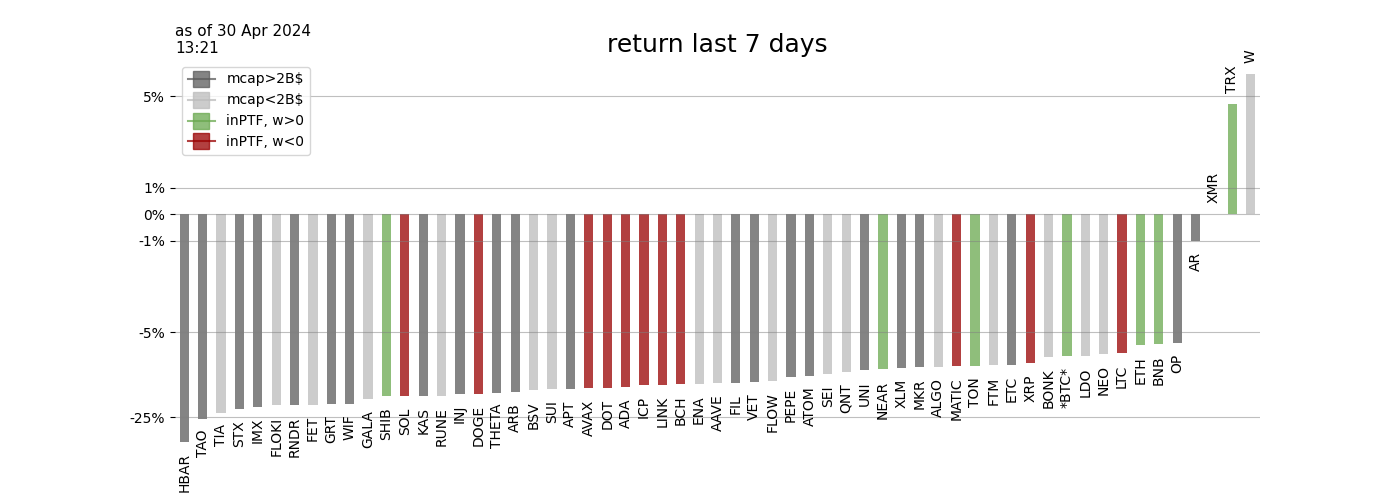 as of 30 Apr 2024
13:21
return last 7 days
mcap>2B$
mcap<2B$
inPTF, w>0
inPTF, w<0
5%
1%
0%
-1%
-5%
-25%
HBAR
TAO
TIA
STX
IMX
FLOKI
RNDR
FET
GRT
WIF
GALA
SHIB
SOL
KAS
RUNE
INJ
DOGE
THETA
ARB
BSV
SUI
APT
AVAX
DOT
ADA
ICP
LINK
BCH
ENA
AAVE
FIL
VET
FLOW
PEPE
ATOM
SEI
QNT
UNI
NEAR
XLM
MKR
ALGO
MATIC
TON
FTM
ETC
XRP
BONK
*BTC*
LDO
NEO
LTC
ETH
BNB
OP
AR
XMR
TRX
W